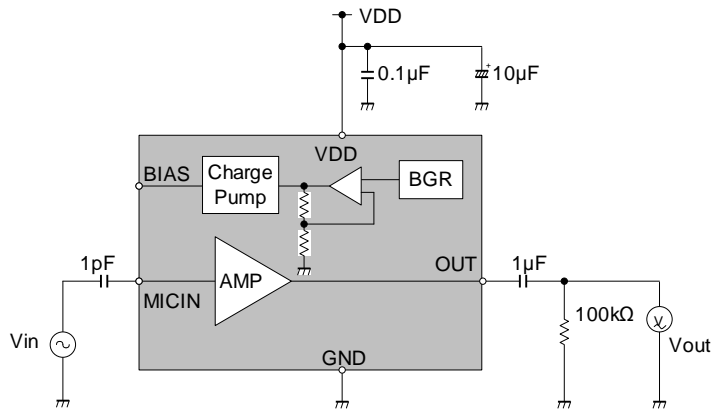 VDD
0.1μF
+
10μF
VDD
BIAS
Charge
Pump
BGR
1pF
MICIN
AMP
OUT
1μF
Vin
100kΩ
V
Vout
GND